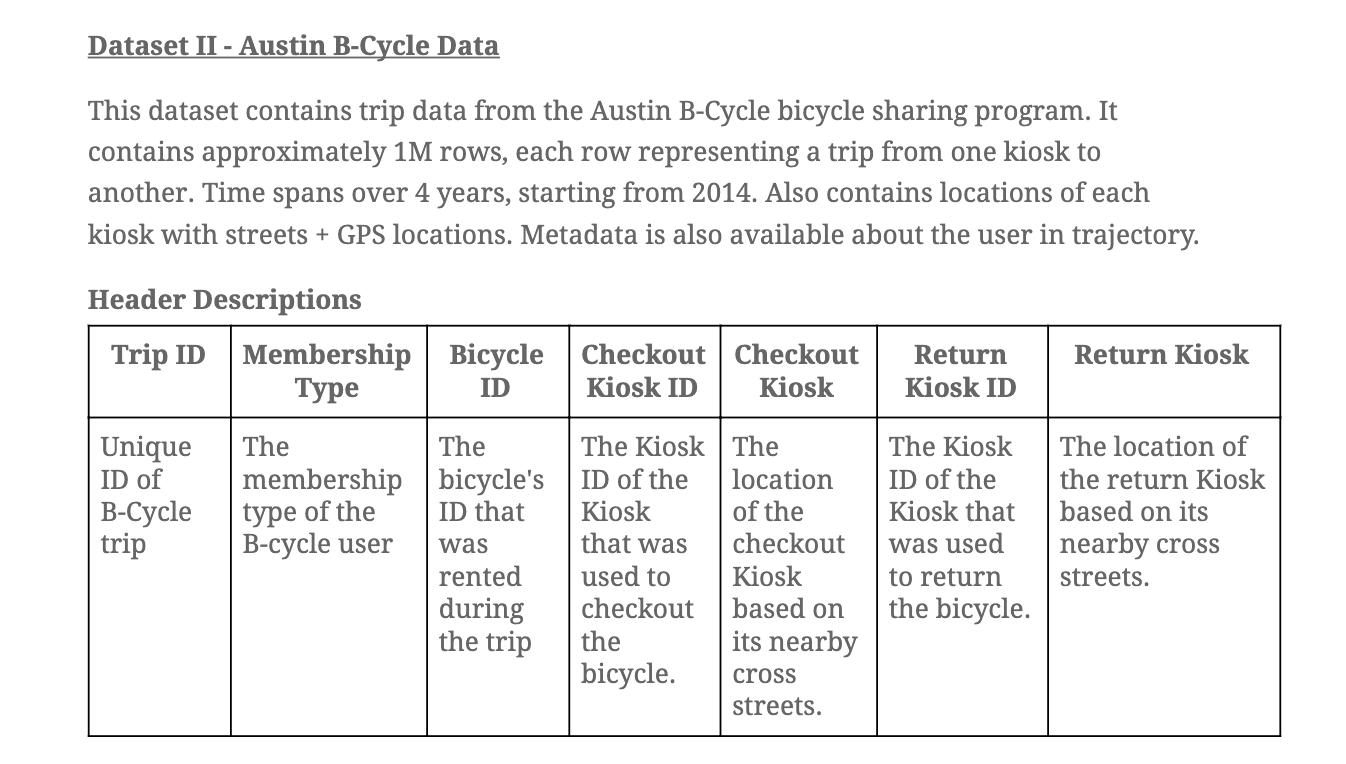 Dataset II - Austin B-Cycle Data
This dataset contains trip data from the Austin B-Cycle bicycle sharing program. It
contains approximately 1M rows, each row representing a trip from one kiosk to
another. Time spans over 4 years, starting from 2014. Also contains locations of each
kiosk with streets + GPS locations. Metadata is also available about the user in trajectory.
Header Descriptions
Trip ID
Membership
Type
Bicycle
ID
Checkout
Kiosk ID
Checkout
Kiosk
Return
Kiosk ID
Return Kiosk
Unique
ID of
B-Cycle
trip
The
membership
type of the
B-cycle user
The
bicycle's
ID that
was
rented
during
the trip
The Kiosk
ID of the
Kiosk
that was
used to
checkout
the
bicycle.
The
location
of the
checkout
Kiosk
based on
its nearby
cross
streets.
The Kiosk
ID of the
Kiosk that
was used
to return
the bicycle.
The location of
the return Kiosk
based on its
nearby cross
streets.